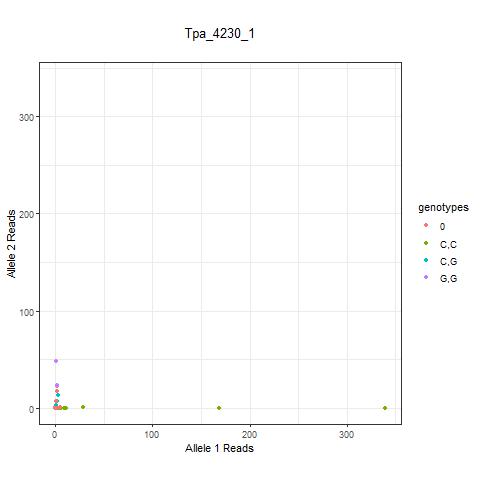 Tpa_4230_1
300
200
100
0
Allele 2 Reads
0 100 200 300
Allele 1 Reads
genotypes
0
C,C
C,G
G,G